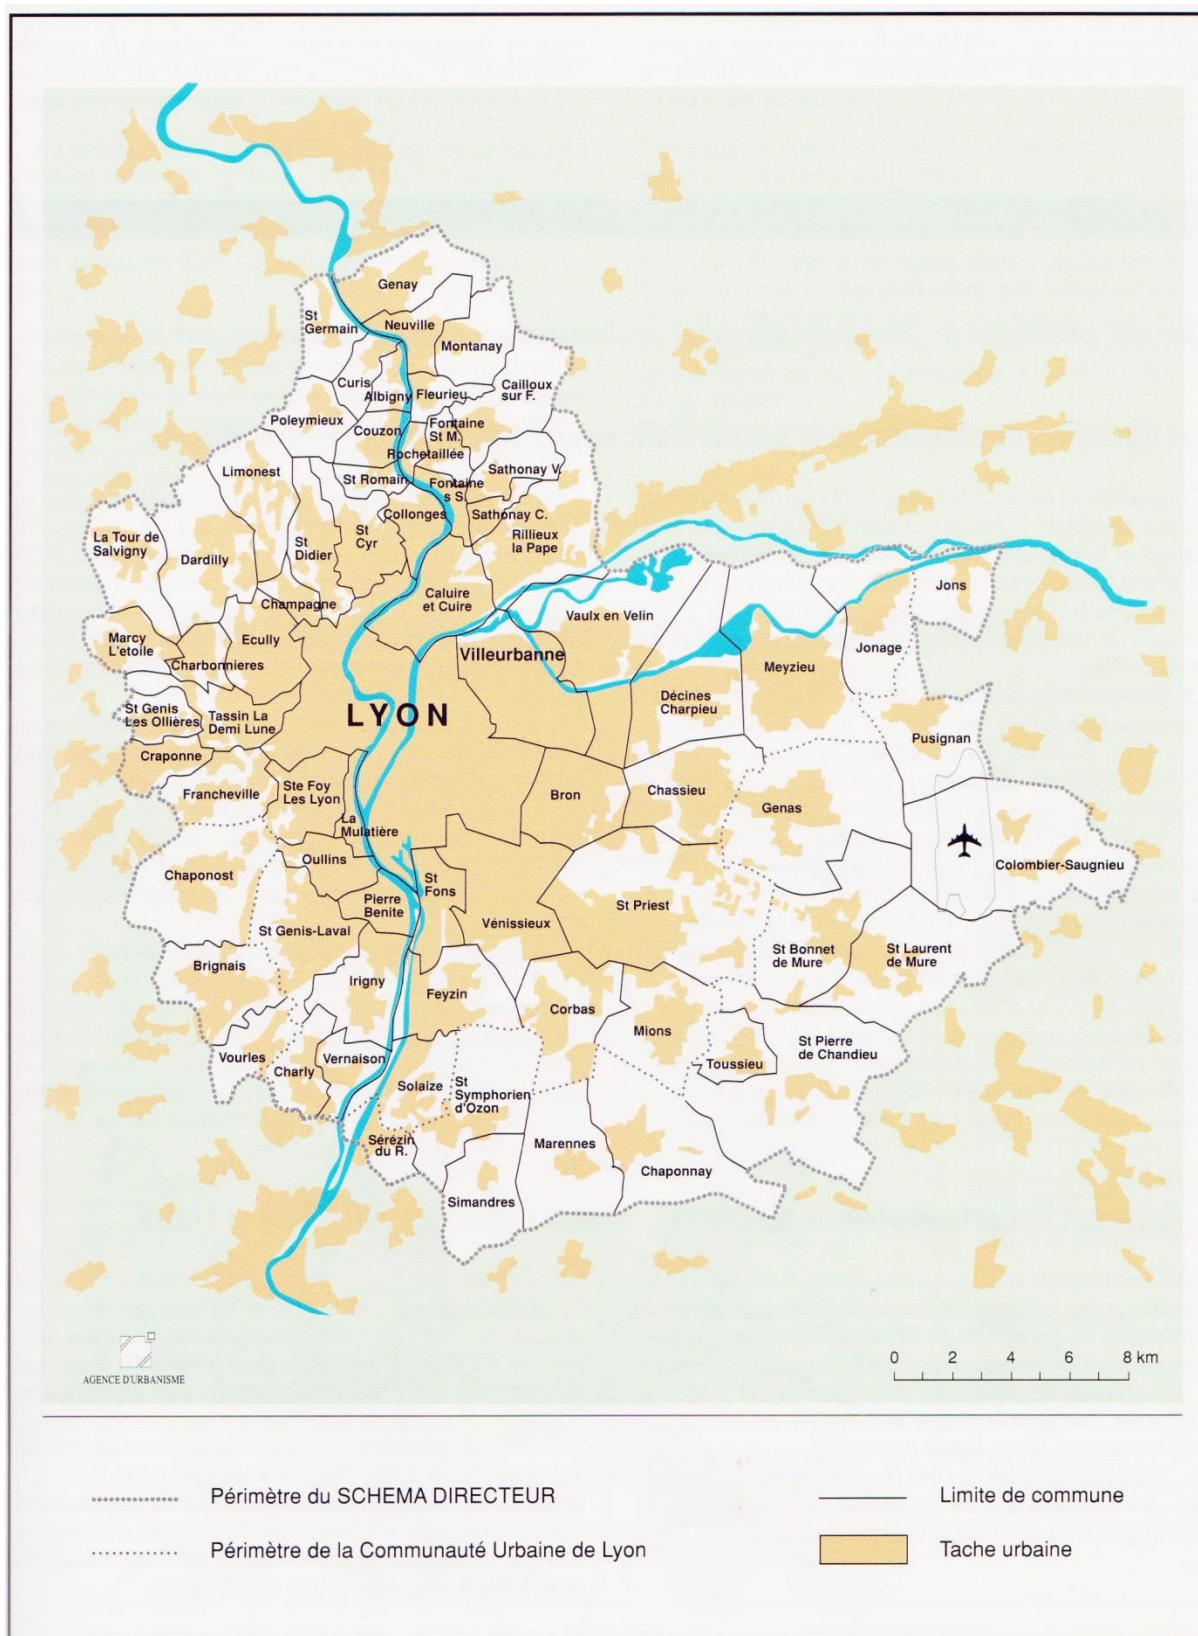 Genay
St
Germain
Neuville
Montanay
Curis
Albigny
Fleurieu
Cailloux
sur F.
Poleymieux
Couzon
Fontaine
St M.
Rochetaillée
Limonest
St Romain
Fontaine
s S.
Sathonay V.
Collonges
Sathonay C.
La Tour de
Salvigny
Dardilly
St
Didier
St
Cyr
Rillieux
la Pape
Champagne
Caluire
et Cuire
Vaulx en Velin
Jons
Marcy
L'etoile
Ecully
Charbonnieres
Villeurbanne
Meyzieu
Jonage
St Genis
Les Ollières
Tassin La
Demi Lune
LYON
Décines
Charpieu
Pusignan
Craponne
Francheville
Ste Foy
Les Lyon
La
Mulatière
Bron
Chassieu
Genas
Chaponost
Oullins
St
Fons
Colombier-Saugnieu
Pierre
Benite
St Genis-Laval
Vénissieux
St Priest
St Bonnet
de Mure
St Laurent
de Mure
Brignais
Irigny
Feyzin
Corbas
Mions
Vourles
Charly
Vernaison
Toussieu
St Pierre
de Chandieu
Solaize
St
Symphorien
d'Ozon
Sérézin
du R.
Marennes
Chaponnay
Simandres
AGENCE D'URBANISME
0 2 4 6 8 km
Périmètre du SCHEMA DIRECTEUR
Limite de commune
Périmètre de la Communauté Urbaine de Lyon
Tache urbaine